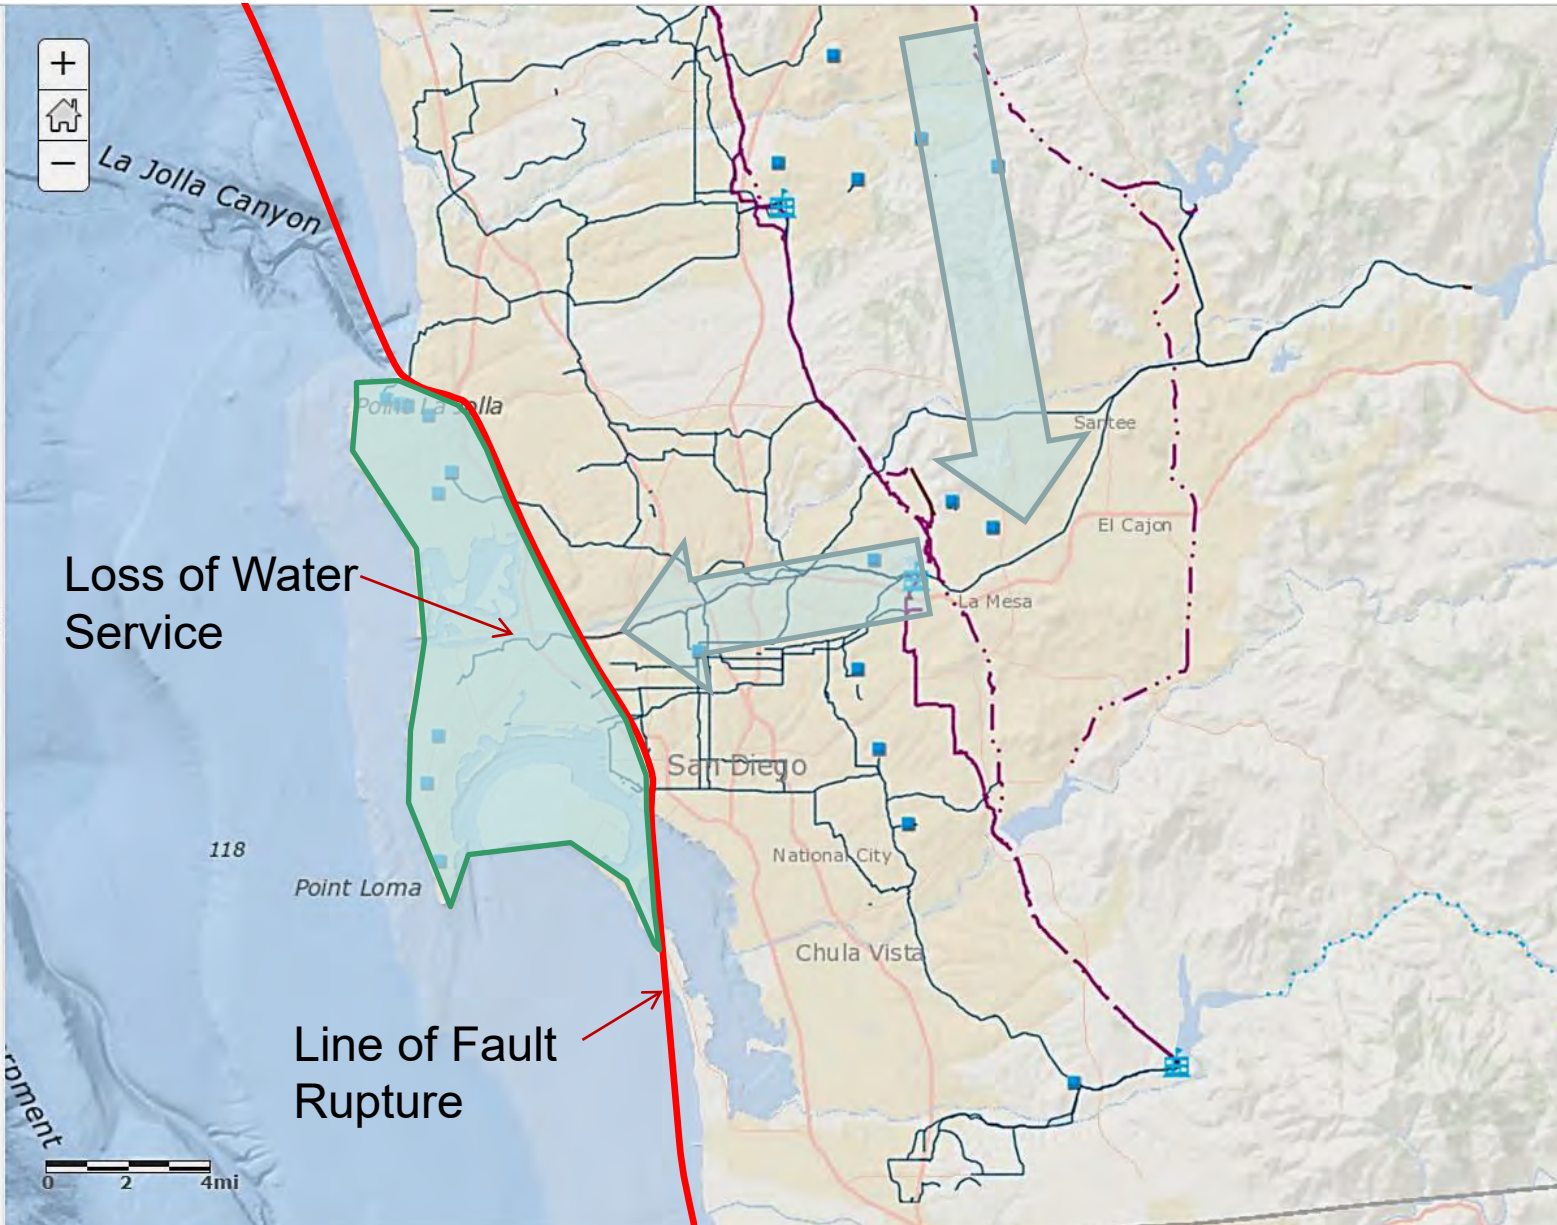 +
−
La Jolla Canyon
Point La Jolla
Santee
El Cajon
Loss of Water
Service
La Mesa
San Diego
118
National City
Point Loma
Chula Vista
Line of Fault
Rupture
rpment
0 2 4mi